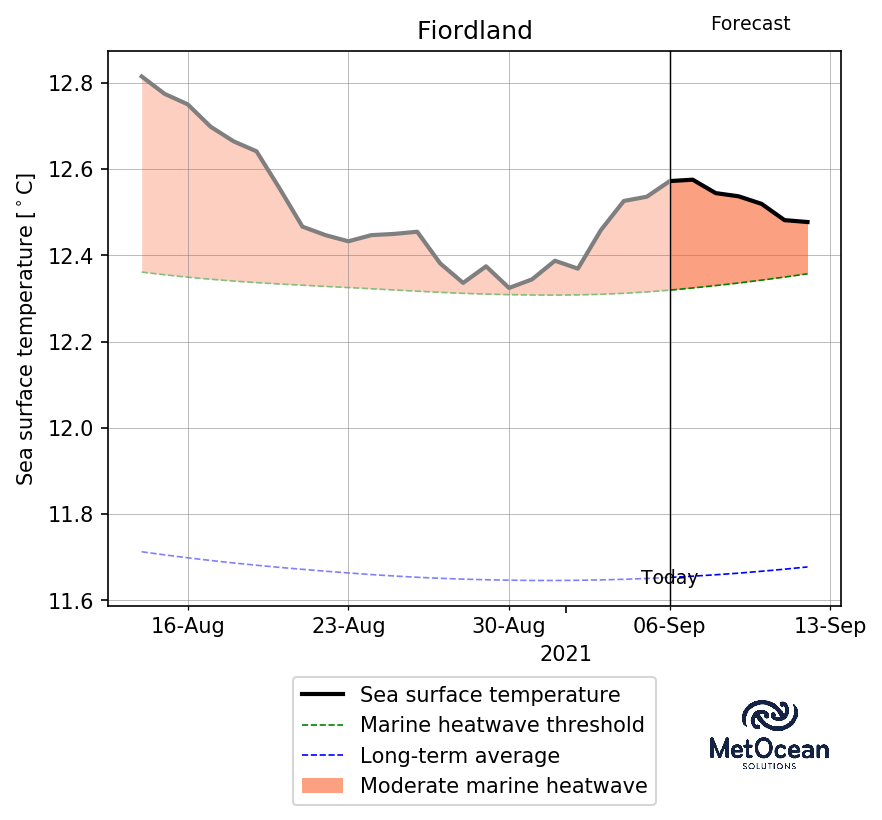 Fiordland
Forecast
Sea surface temperature [°C]
12.8
12.6
12.4
12.2
12.0
11.8
11.6
Today
16-Aug
23-Aug
30-Aug
06-Sep
13-Sep
2021
Sea surface temperature
Marine heatwave threshold
Long-term average
Moderate marine heatwave
MetOcean
SOLUTIONS